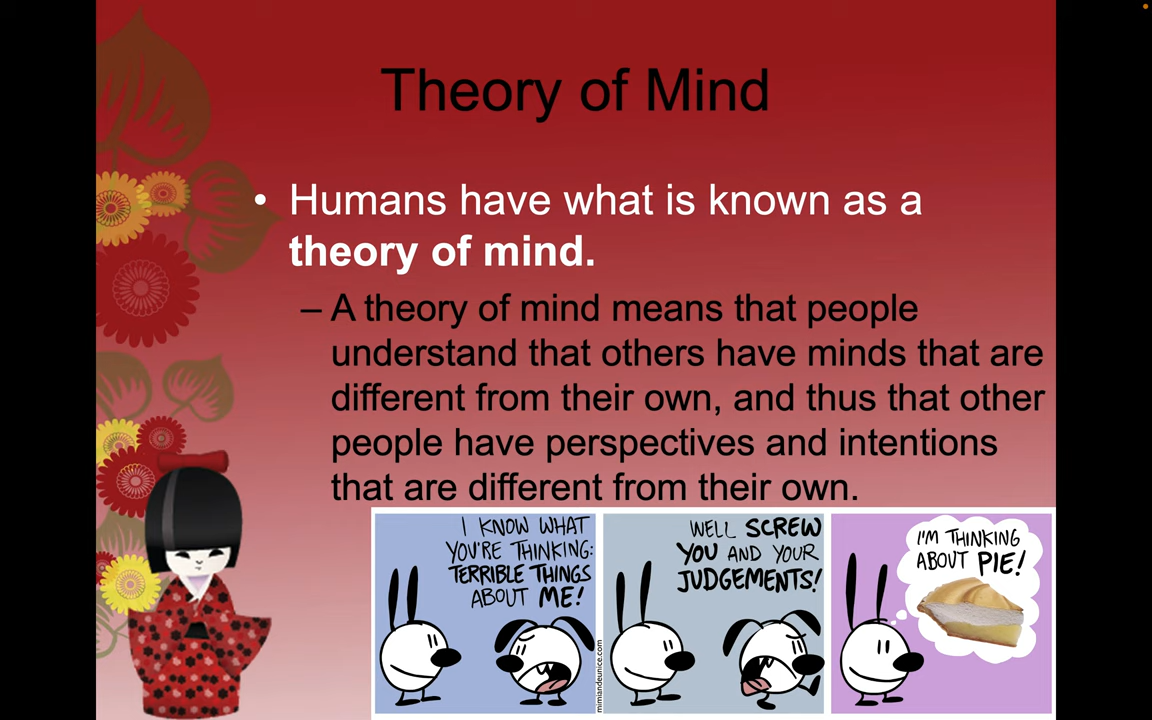 Theory of Mind
• Humans have what is known as a
theory of mind.
– A theory of mind means that people
understand that others have minds that are
different from their own, and thus that other
people have perspectives and intentions
that are different from their own.
I KNOW WHAT
YOU'RE THINKING:
TERRIBLE THINGS
ABOUT ME!
WELL SCREW
YOU AND YOUR
JUDGEMENTS!
I'M THINKING
ABOUT PIE!
mimiandeunice.com